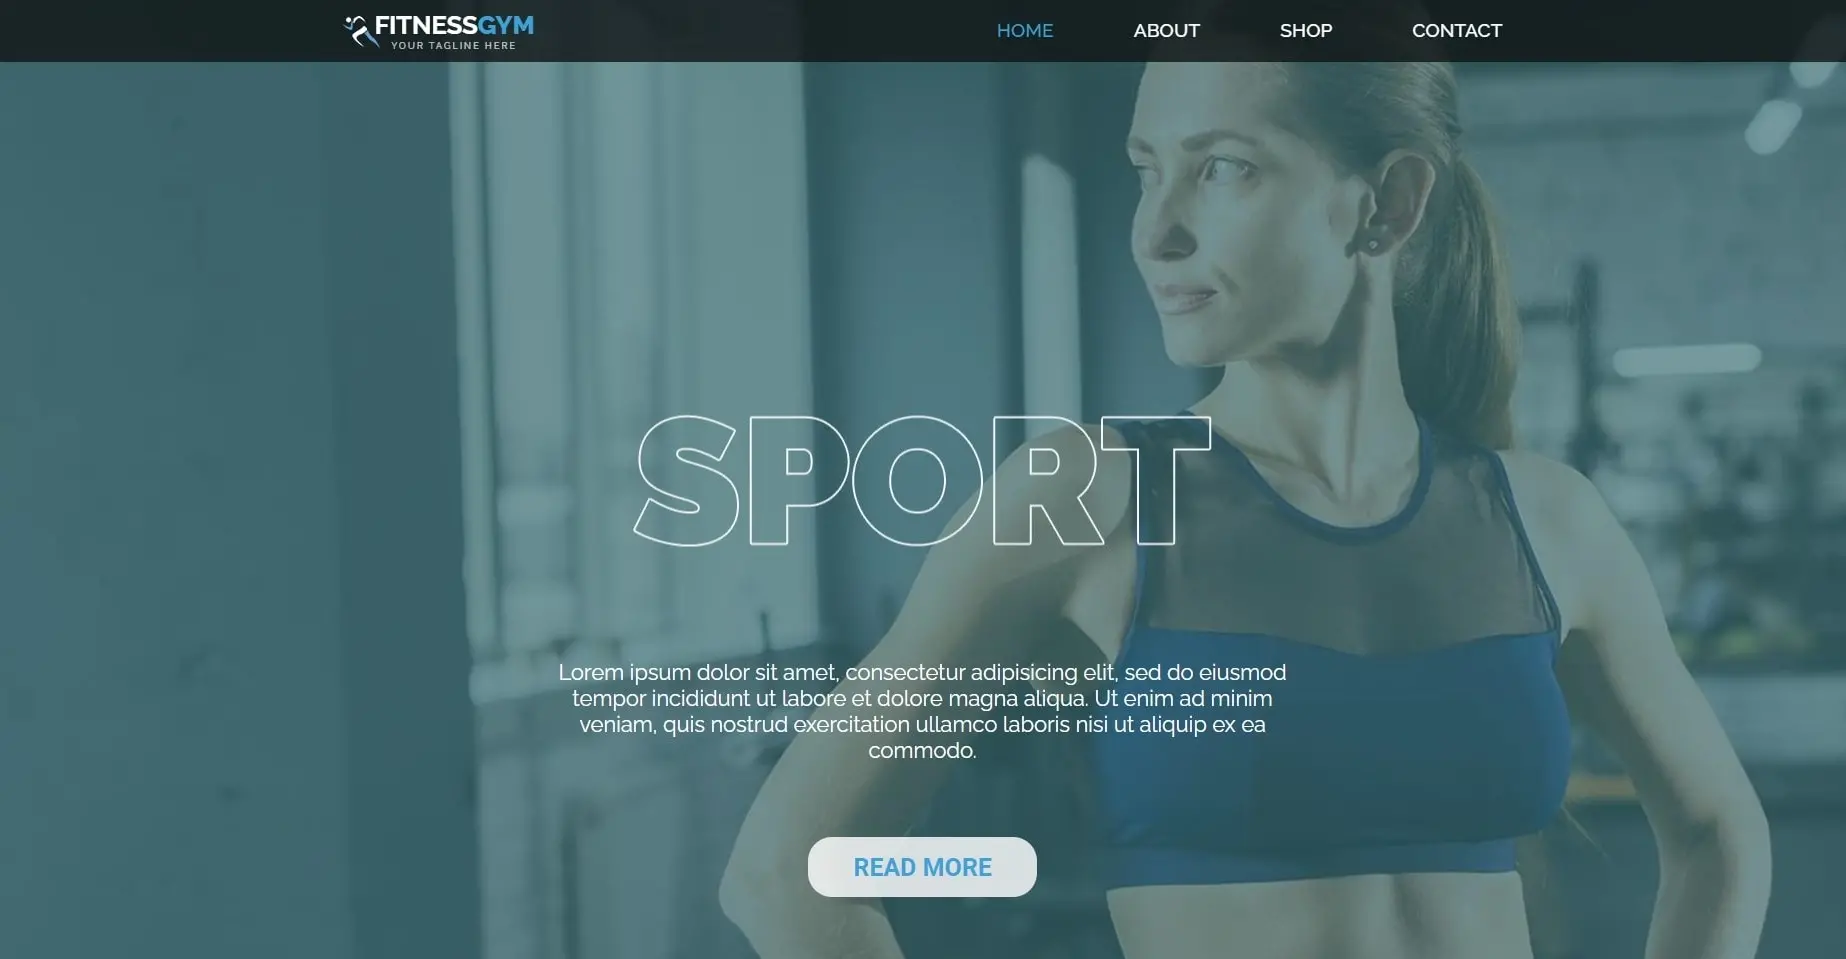 FITNESSGYM
YOUR TAGLINE HERE
HOME ABOUT SHOP CONTACT
SPORT
Lorem ipsum dolor sit amet, consectetur adipisicing elit, sed do eiusmod
tempor incididunt ut labore et dolore magna aliqua. Ut enim ad minim
veniam, quis nostrud exercitation ullamco laboris nisi ut aliquip ex ea
commodo.
READ MORE